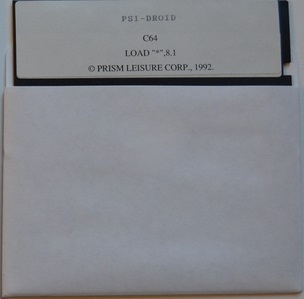 PSI-DROID
C64
LOAD "*",8.1
© PRISM LEISURE CORP., 1992.